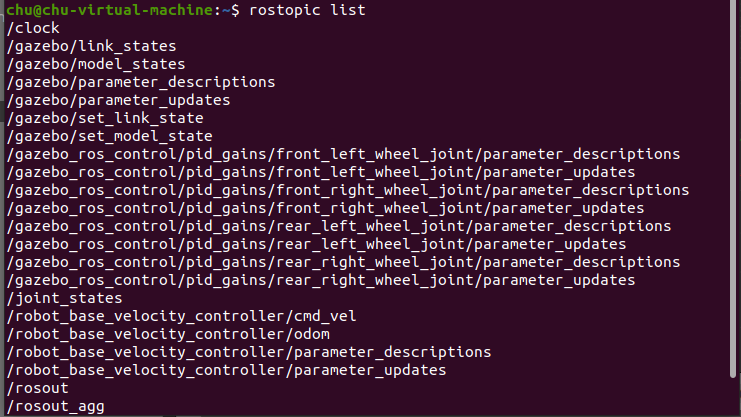 chu@chu-virtual-machine:~$ rostopic list
/clock
/gazebo/link_states
/gazebo/model_states
/gazebo/parameter_descriptions
/gazebo/parameter_updates
/gazebo/set_link_state
/gazebo/set_model_state
/gazebo_ros_control/pid_gains/front_left_wheel_joint/parameter_descriptions
/gazebo_ros_control/pid_gains/front_left_wheel_joint/parameter_updates
/gazebo_ros_control/pid_gains/front_right_wheel_joint/parameter_descriptions
/gazebo_ros_control/pid_gains/front_right_wheel_joint/parameter_updates
/gazebo_ros_control/pid_gains/rear_left_wheel_joint/parameter_descriptions
/gazebo_ros_control/pid_gains/rear_left_wheel_joint/parameter_updates
/gazebo_ros_control/pid_gains/rear_right_wheel_joint/parameter_descriptions
/gazebo_ros_control/pid_gains/rear_right_wheel_joint/parameter_updates
/joint_states
/robot_base_velocity_controller/cmd_vel
/robot_base_velocity_controller/odom
/robot_base_velocity_controller/parameter_descriptions
/robot_base_velocity_controller/parameter_updates
/rosout
/rosout_agg